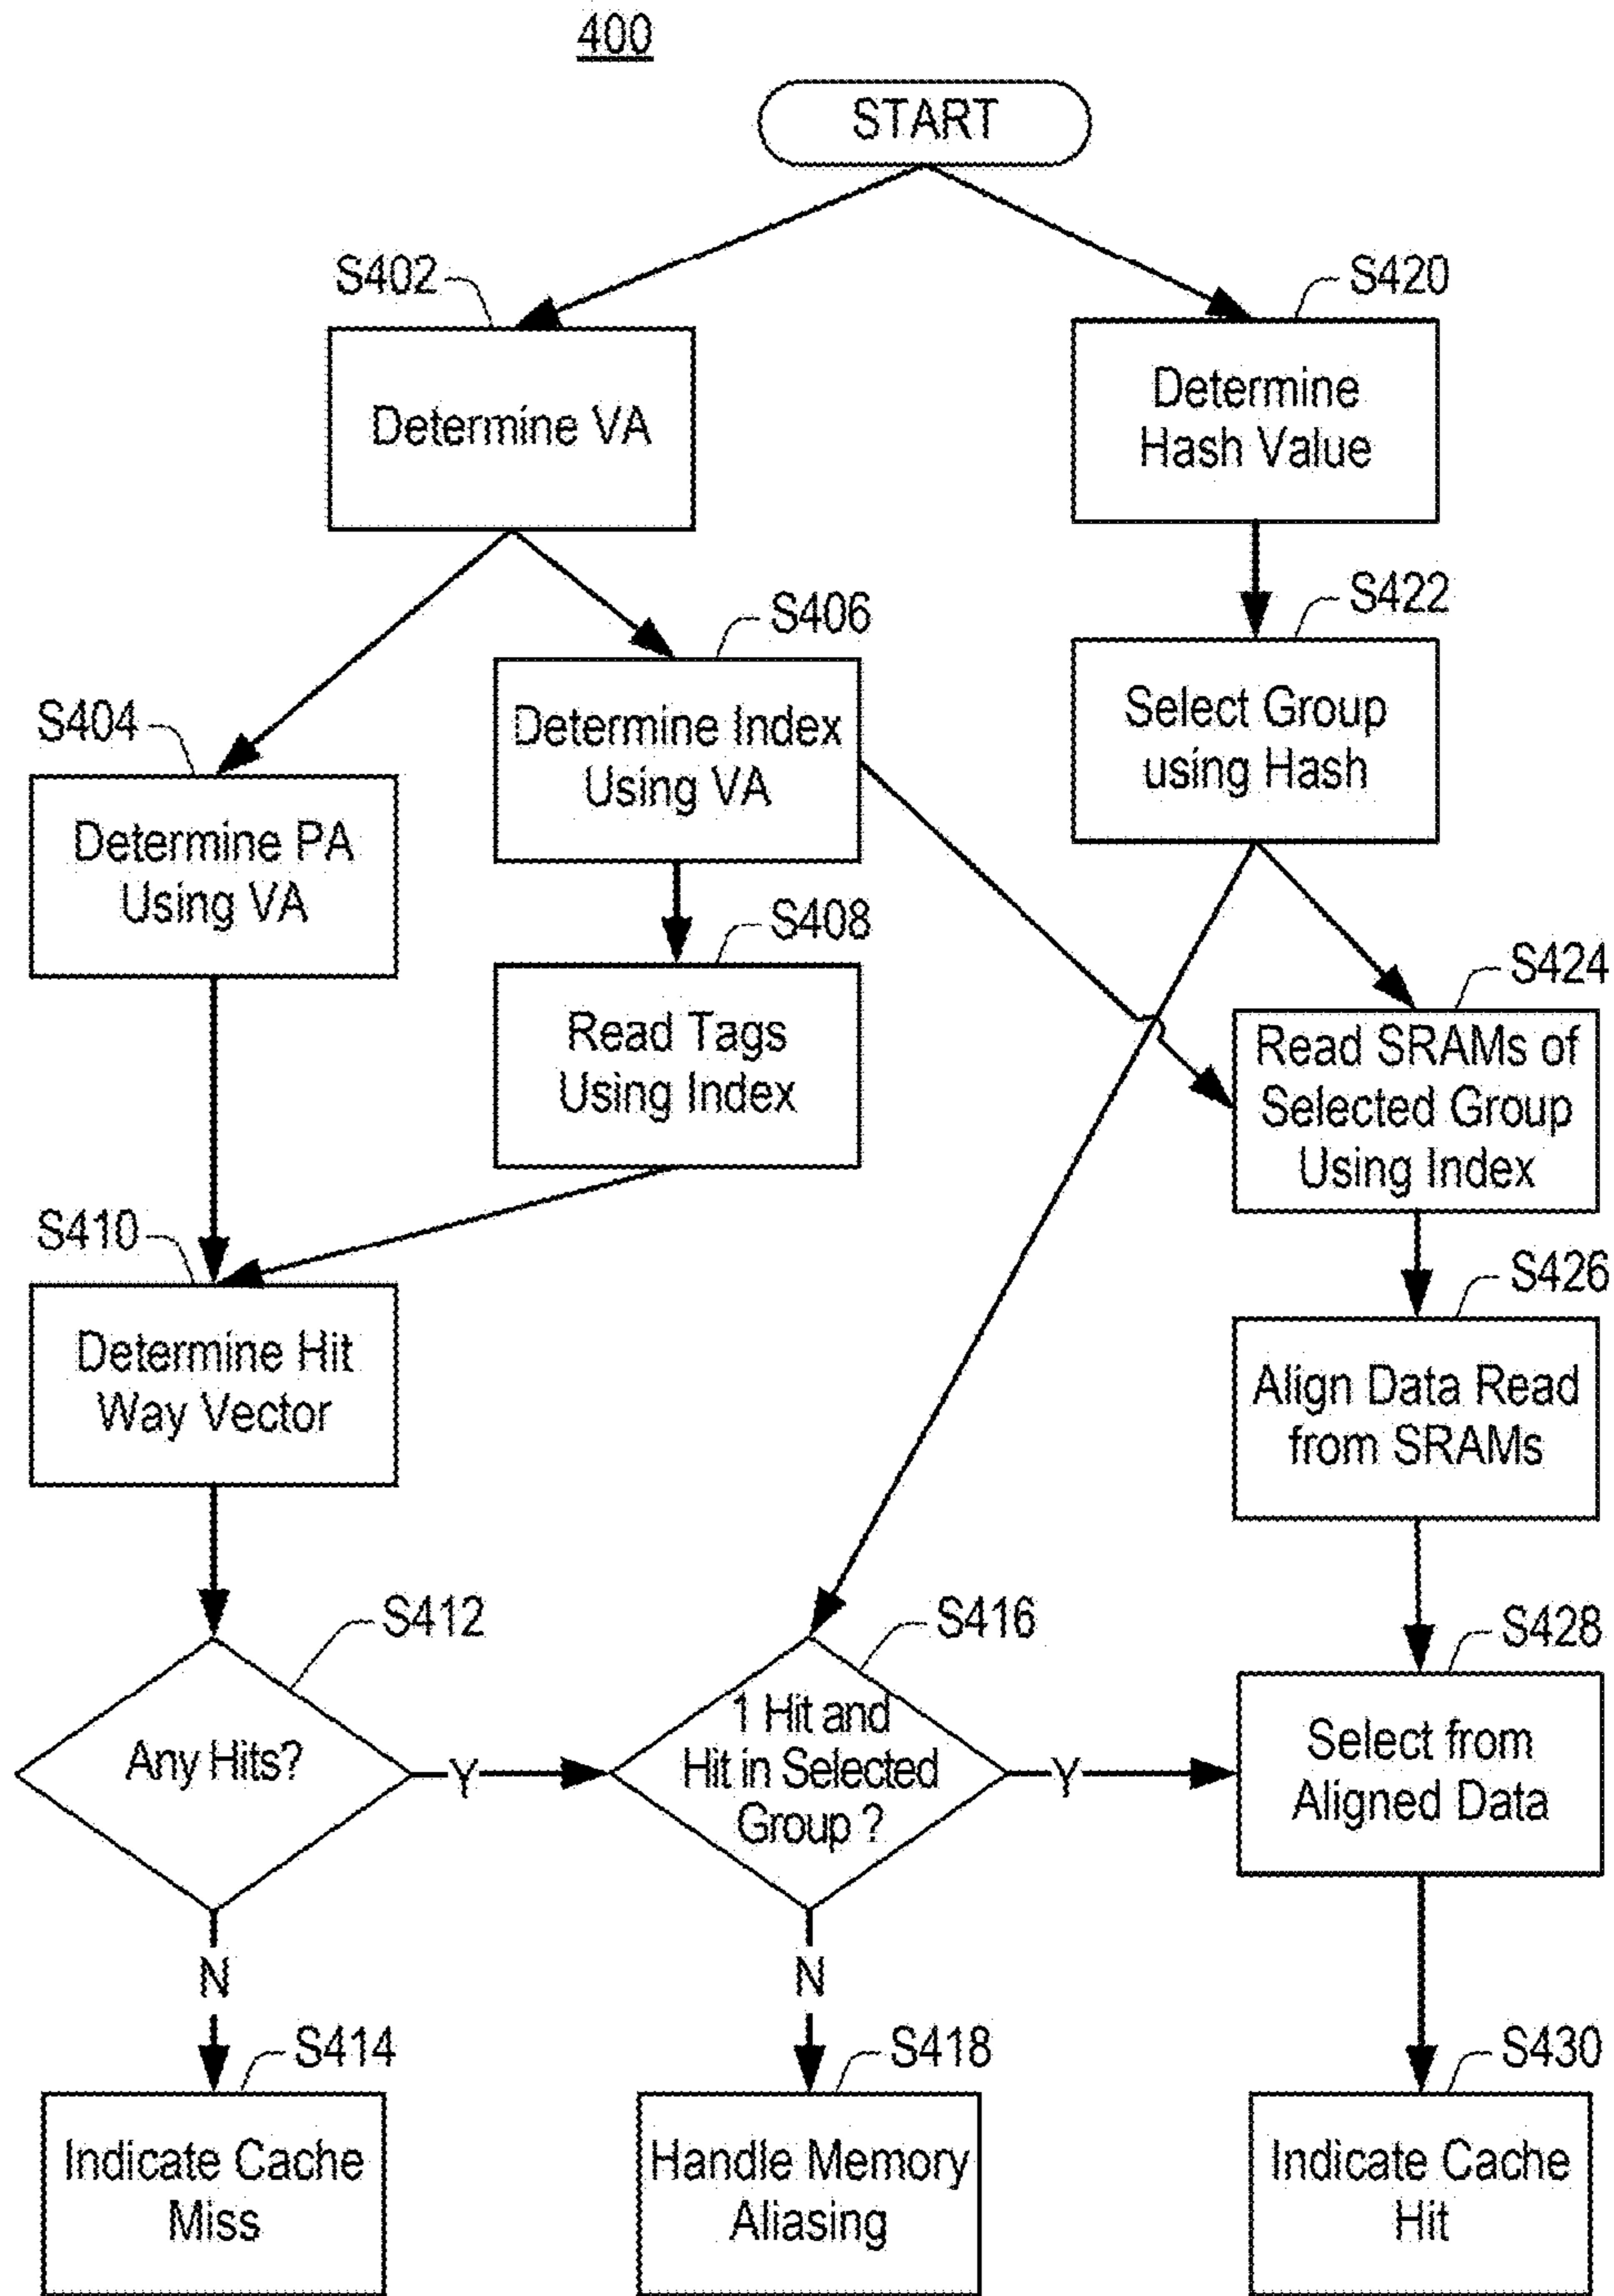 400
START
S402
Determine VA
S420
Determine
Hash Value
S404
Determine PA
Using VA
S406
Determine Index
Using VA
S422
Select Group
using Hash
S408
Read Tags
Using Index
S424
Read SRAMs of
Selected Group
Using Index
S410
Determine Hit
Way Vector
S426
Align Data Read
from SRAMs
S412
Any Hits?
Y
N
S416
1 Hit and
Hit in Selected
Group ?
Y
N
S428
Select from
Aligned Data
S414
Indicate Cache
Miss
S418
Handle Memory
Aliasing
S430
Indicate Cache
Hit